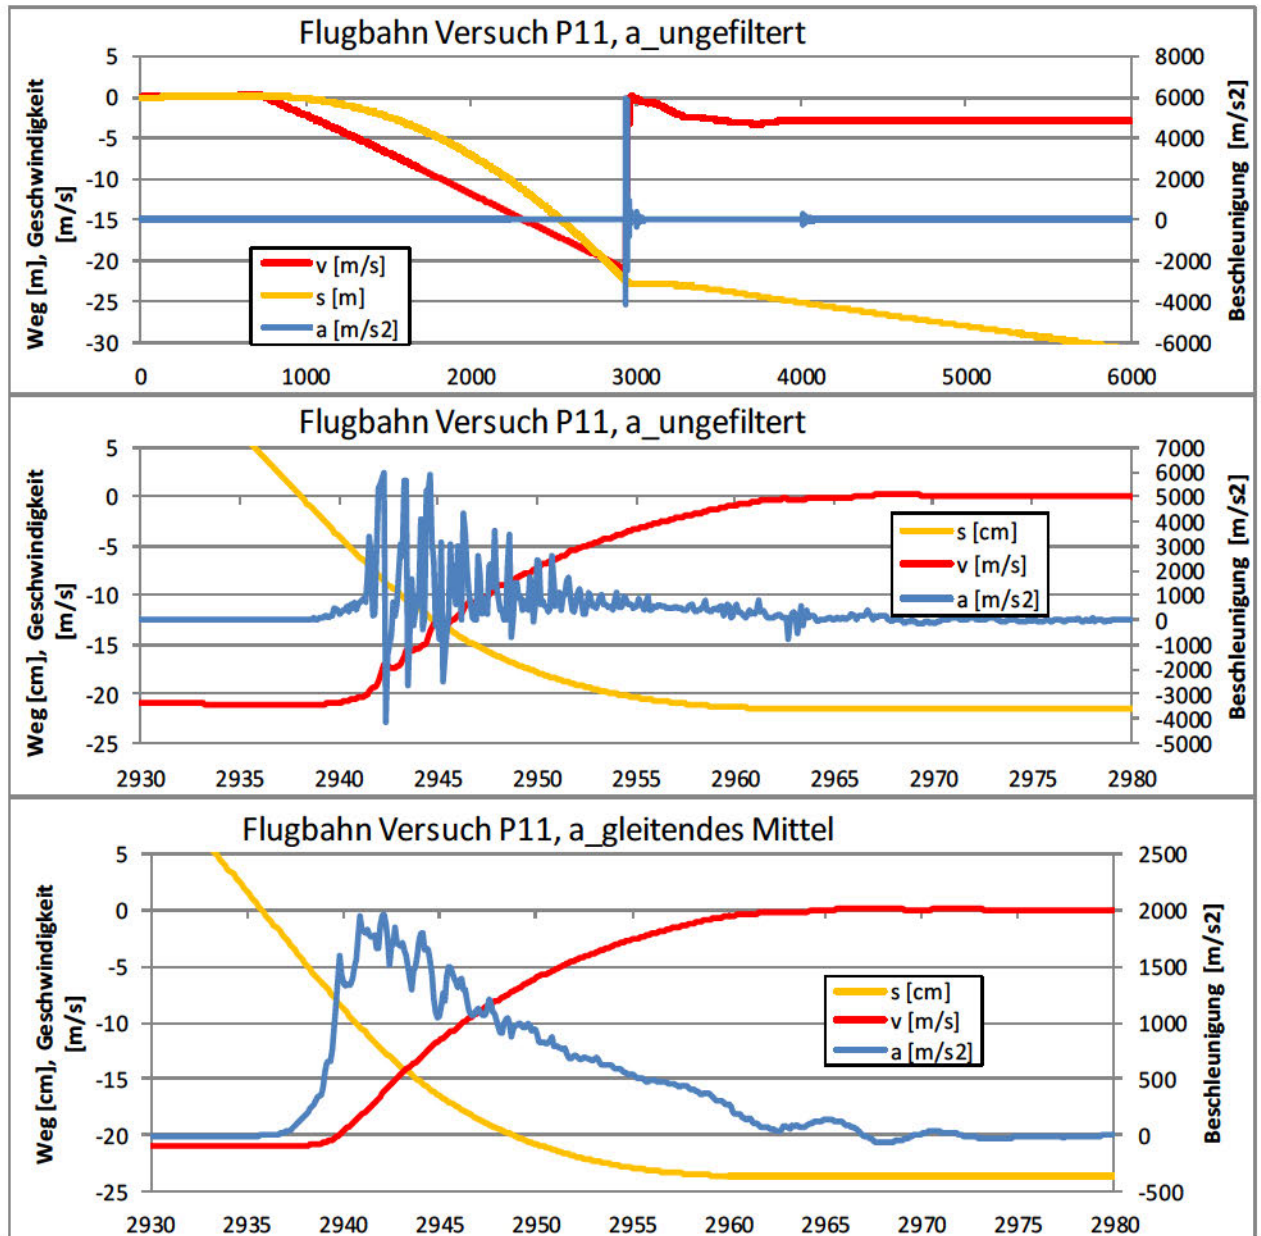 Flugbahn Versuch P11, a_ungefiltert
Weg [m], Geschwindigkeit
[m/s]
5
0
-5
-10
-15
-20
-25
-30
8000
6000
4000
2000
0
-2000
-4000
-6000
Beschleunigung [m/s2]
v [m/s]
s [m]
a [m/s2]
0 1000 2000 3000 4000 5000 6000
Flugbahn Versuch P11, a_ungefiltert
Weg [cm], Geschwindigkeit
[m/s]
5
0
-5
-10
-15
-20
-25
7000
6000
5000
4000
3000
2000
1000
0
-1000
-2000
-3000
-4000
-5000
Beschleunigung [m/s2]
s [cm]
v [m/s]
a [m/s2]
2930 2935 2940 2945 2950 2955 2960 2965 2970 2975 2980
Flugbahn Versuch P11, a_gleitendes Mittel
Weg [cm], Geschwindigkeit
[m/s]
5
0
-5
-10
-15
-20
-25
2500
2000
1500
1000
500
0
-500
Beschleunigung [m/s2]
s [cm]
v [m/s]
a [m/s2]
2930 2935 2940 2945 2950 2955 2960 2965 2970 2975 2980